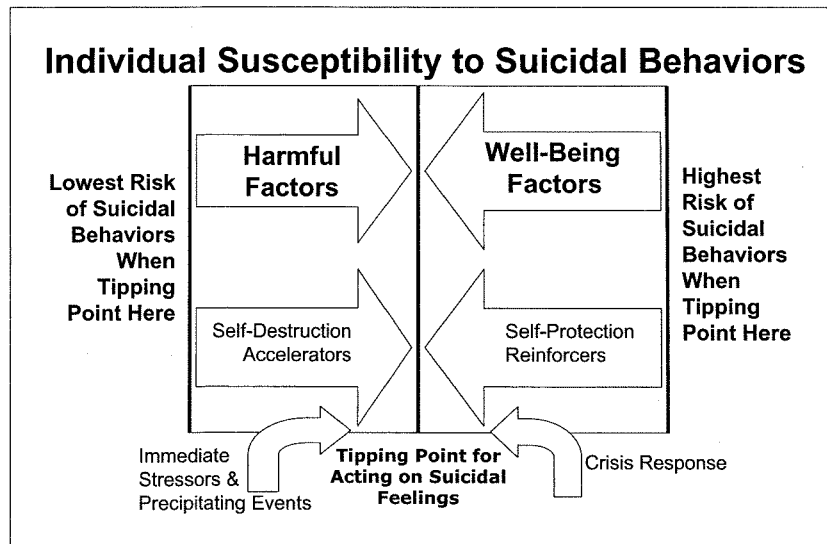 Individual Susceptibility to Suicidal Behaviors
Lowest Risk
of Suicidal
Behaviors
When
Tipping
Point Here
Harmful
Factors
Well-Being
Factors
Highest
Risk of
Suicidal
Behaviors
When
Tipping
Point Here
Self-Destruction
Accelerators
Self-Protection
Reinforcers
Immediate
Stressors &
Precipitating Events
Tipping Point for
Acting on Suicidal
Feelings
Crisis Response